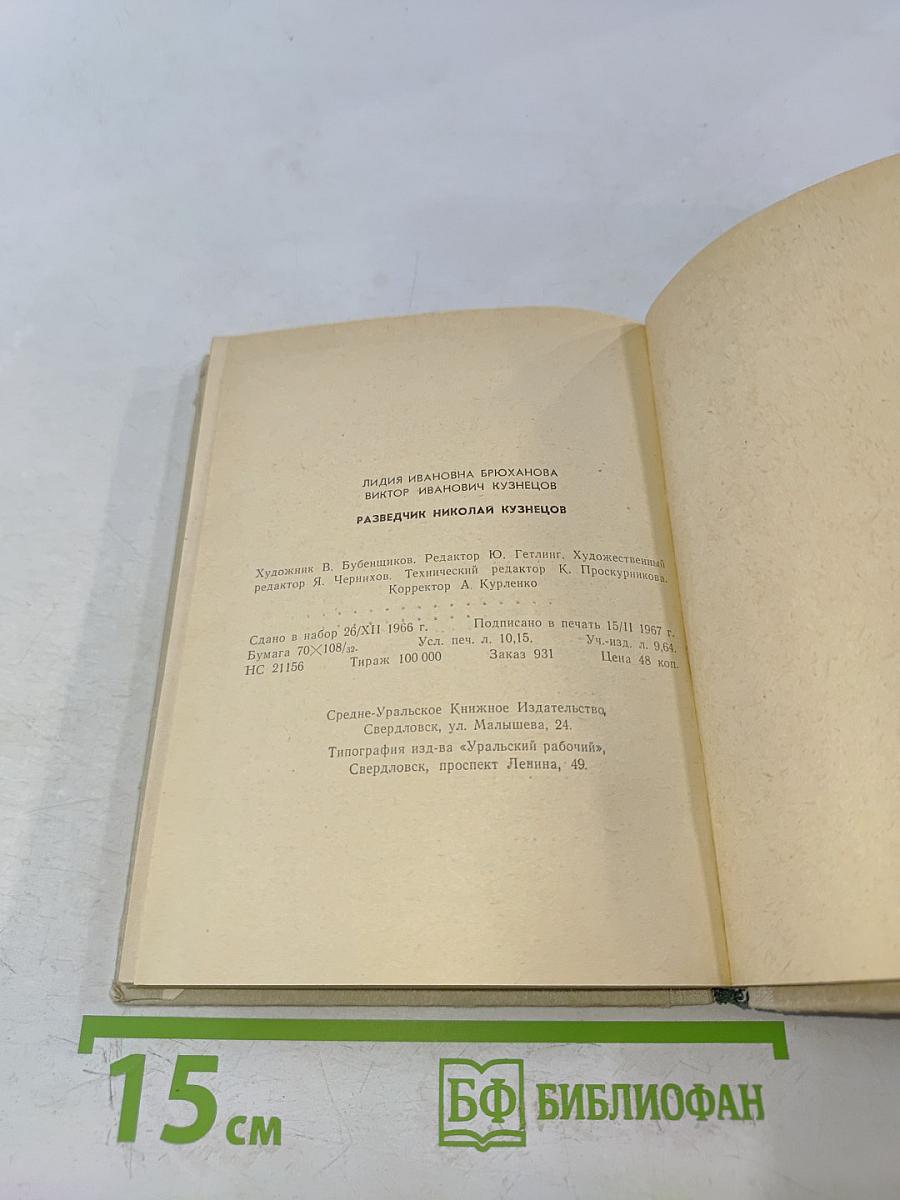 ЛИДИЯ ИВАНОВНА БРЮХАНОВА
ВИКТОР ИВАНОВИЧ КУЗНЕЦОВ
РАЗВЕДЧИК НИКОЛАЙ КУЗНЕЦОВ
Художник В. Бубенщиков. Редактор Ю. Гетлинг. Художественный
редактор Я. Чернихов. Технический редактор К. Проскурникова.
Корректор А. Курленко
Сдано в набор 26/XII 1966 г. Подписано в печать 15/II 1967 г.
Бумага 70×108/32. Усл. печ. л. 10,15. Уч.-изд. л. 9,64.
НС 21156 Тираж 100 000 Заказ 931 Цена 48 коп.
Средне-Уральское Книжное Издательство,
Свердловск, ул. Малышева, 24.
Типография изд-ва «Уральский рабочий»,
Свердловск, проспект Ленина, 49.
15 см
БФ БИБЛИОФАН